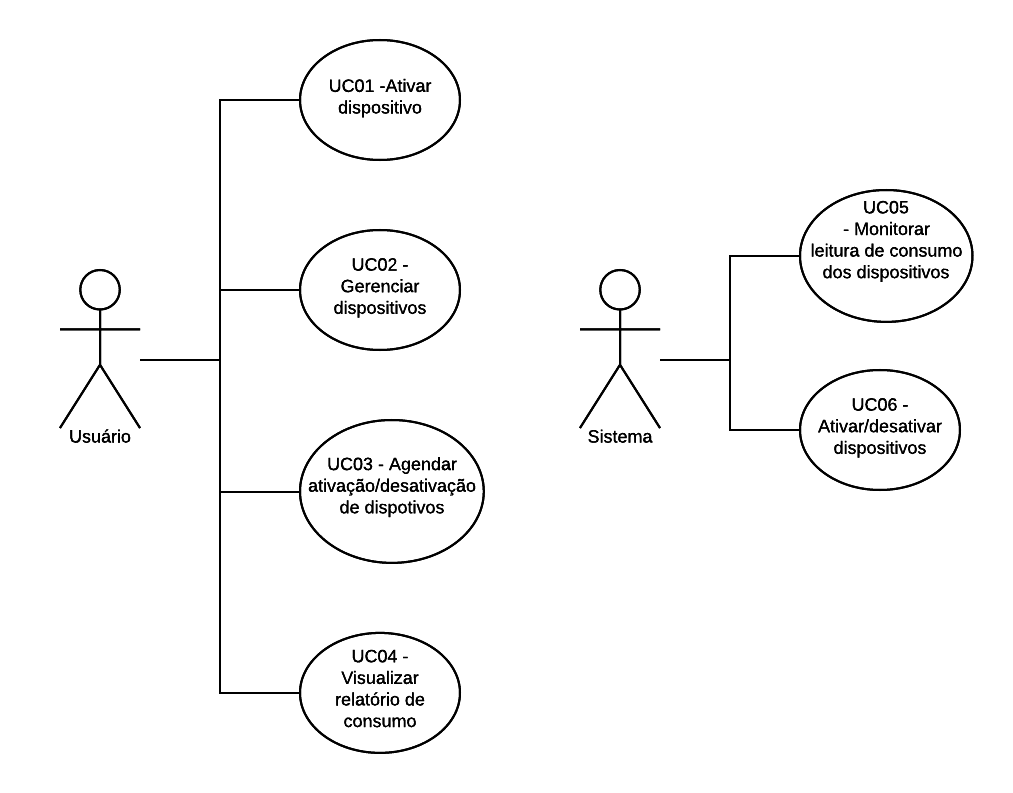 UC01 -Ativar
dispositivo
UC02 -
Gerenciar
dispositivos
Usuário
UC03 - Agendar
ativação/desativação
de dispotivos
UC04 -
Visualizar
relatório de
consumo
UC05
- Monitorar
leitura de consumo
dos dispositivos
Sistema
UC06 -
Ativar/desativar
dispositivos